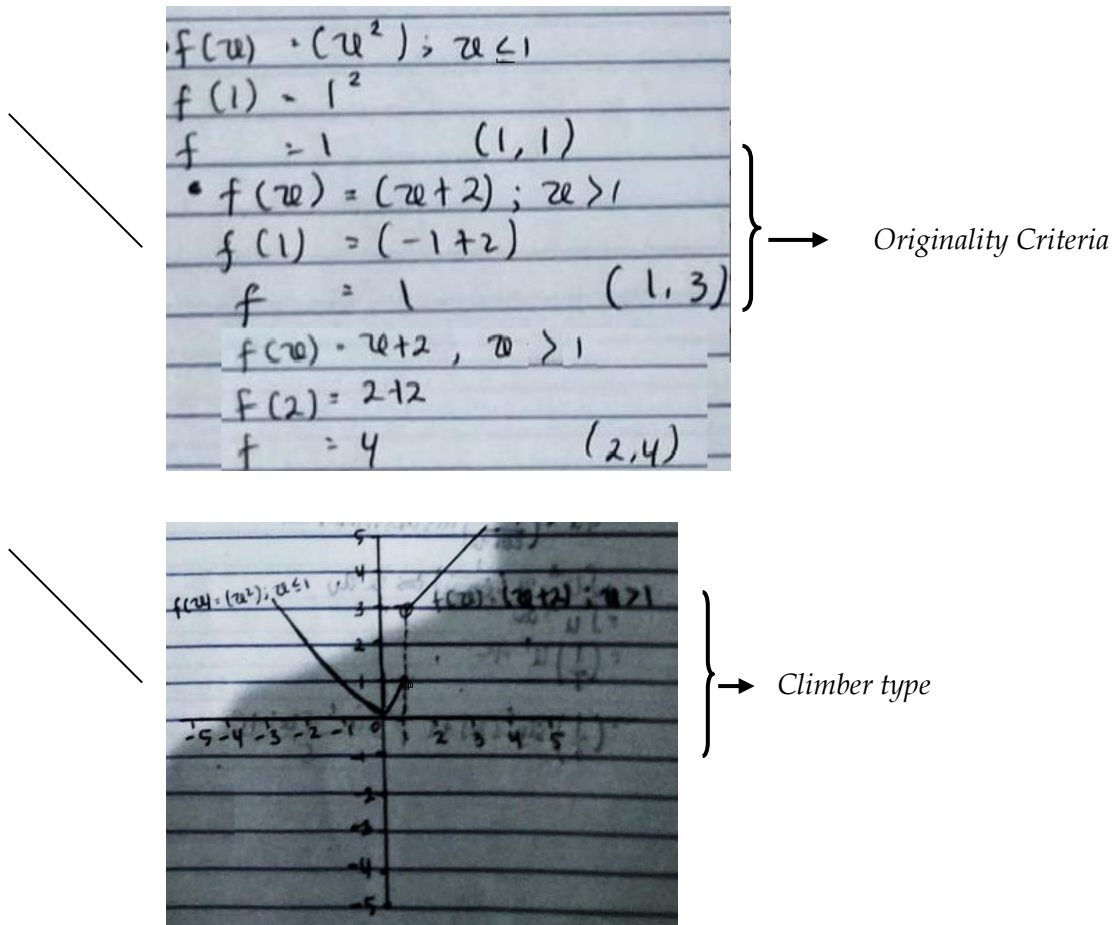 • f(x) = (x²) ; x ≤ 1
f(1) = 1²
f = 1 (1, 1)
• f(x) = (x+2) ; x > 1
f(1) = (-1+2)
f = 1 (1, 3)
Originality Criteria
f(x) = x+2 , x > 1
f(2) = 2+2
f = 4 (2,4)
5
4
f(x) = (x²) ; x ≤ 1
3 f(x) = (x+2) ; x > 1
2
1
Climber type
-5 -4 -3 -2 -1 0 1 2 3 4 5
-1
-2
-3
-4
-5